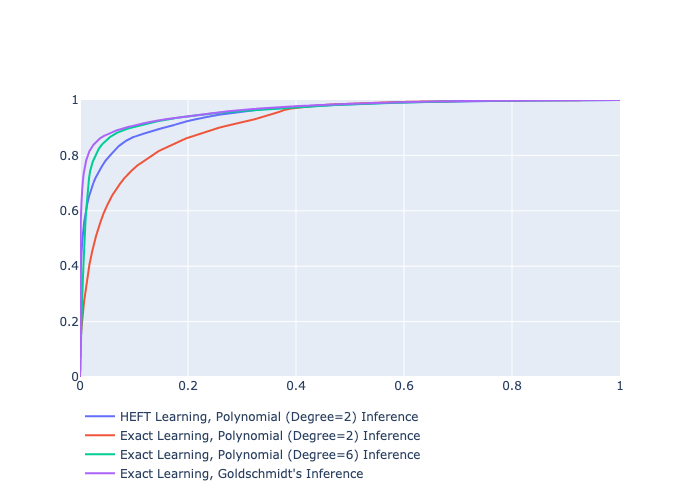 1
0.8
0.6
0.4
0.2
0
0 0.2 0.4 0.6 0.8 1
HEFT Learning, Polynomial (Degree=2) Inference
Exact Learning, Polynomial (Degree=2) Inference
Exact Learning, Polynomial (Degree=6) Inference
Exact Learning, Goldschmidt's Inference